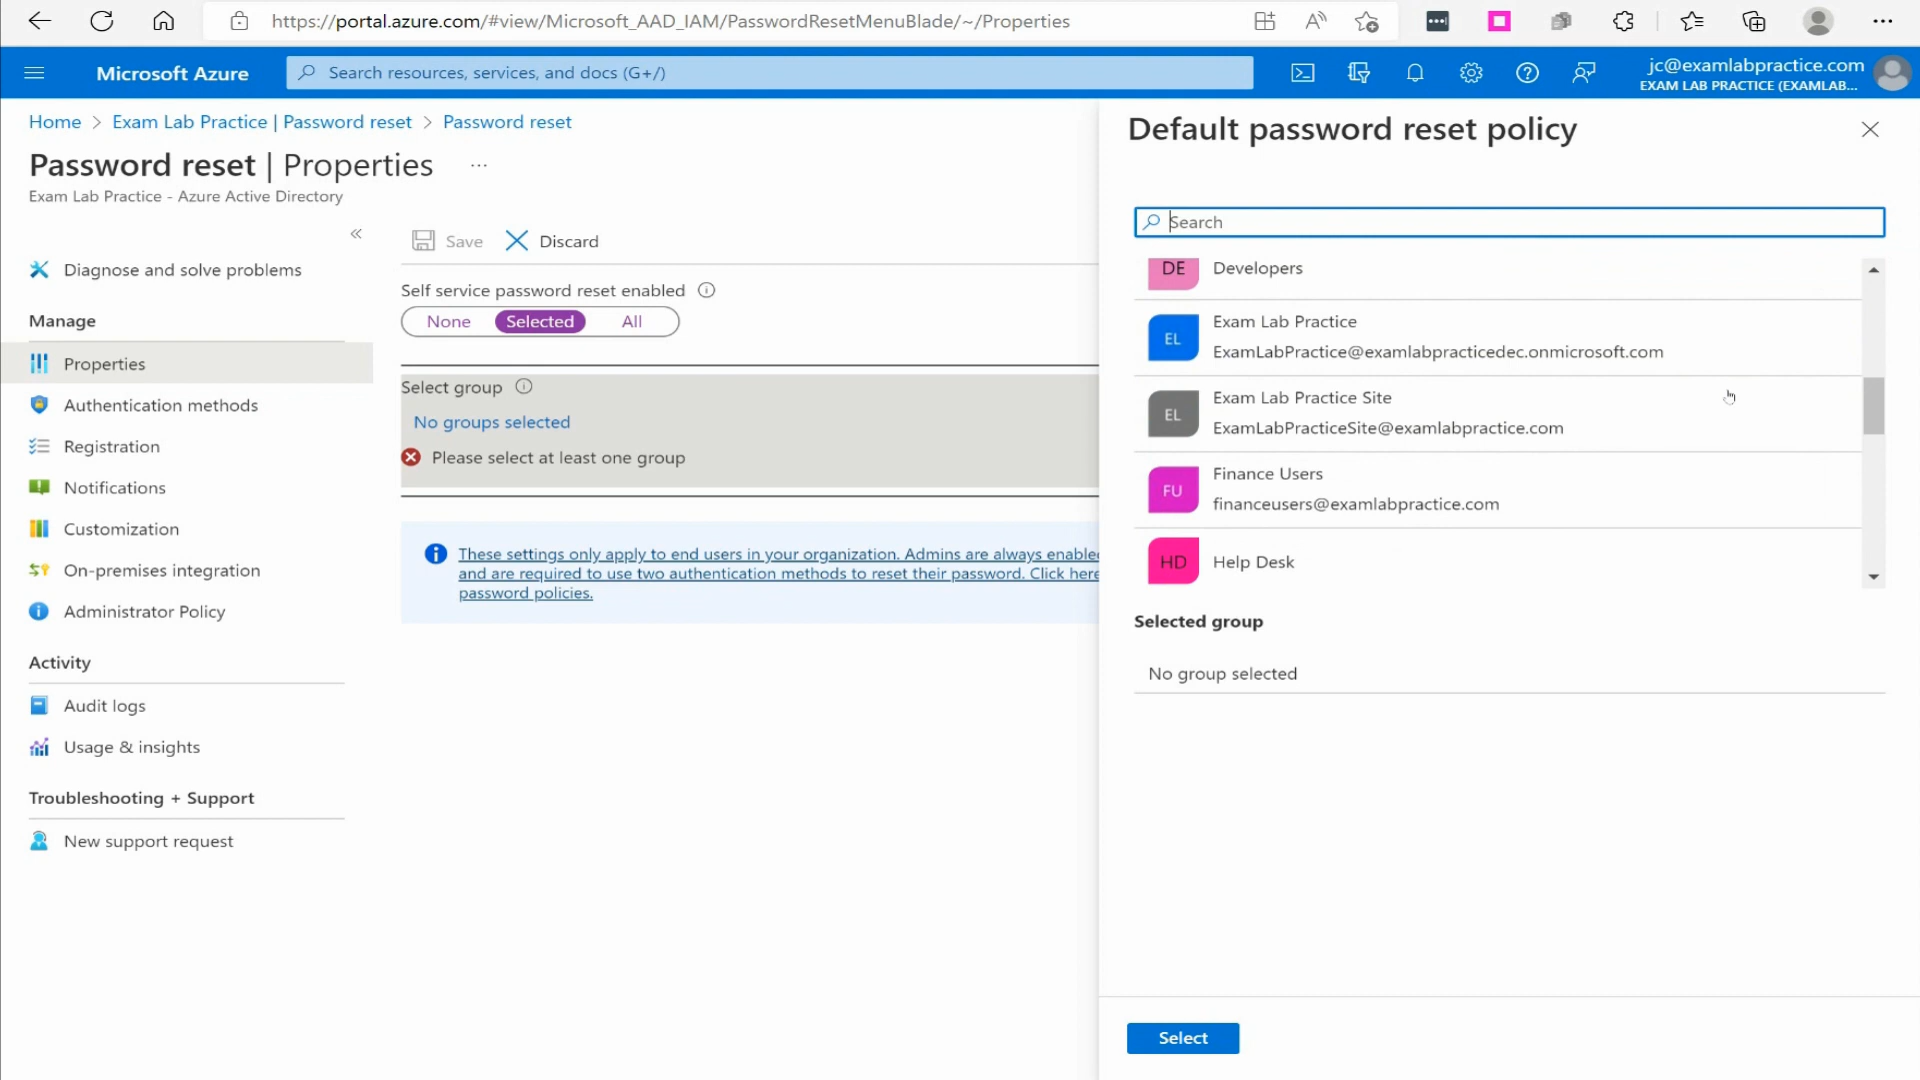 https://portal.azure.com/#view/Microsoft_AAD_IAM/PasswordResetMenuBlade/~/Properties
Microsoft Azure
Search resources, services, and docs (G+/)
jc@examlabpractice.com
EXAM LAB PRACTICE (EXAMLAB...
Home > Exam Lab Practice | Password reset > Password reset
Password reset | Properties ...
Exam Lab Practice - Azure Active Directory
Diagnose and solve problems
Manage
Properties
Authentication methods
Registration
Notifications
Customization
On-premises integration
Administrator Policy
Activity
Audit logs
Usage & insights
Troubleshooting + Support
New support request
Save
Discard
Self service password reset enabled
None
Selected
All
Select group
No groups selected
Please select at least one group
These settings only apply to end users in your organization. Admins are always enabled
and are required to use two authentication methods to reset their password. Click here
password policies.
Default password reset policy
Search
DE
Developers
EL
Exam Lab Practice
ExamLabPractice@examlabpracticedec.onmicrosoft.com
EL
Exam Lab Practice Site
ExamLabPracticeSite@examlabpractice.com
FU
Finance Users
financeusers@examlabpractice.com
HD
Help Desk
Selected group
No group selected
Select